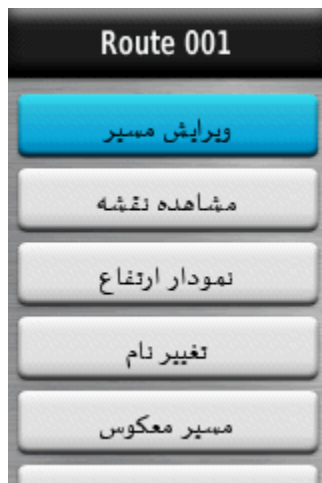 Route 001
ویرایش مسیر
مشاهده نقشه
نمودار ارتفاع
تغییر نام
مسیر معکوس